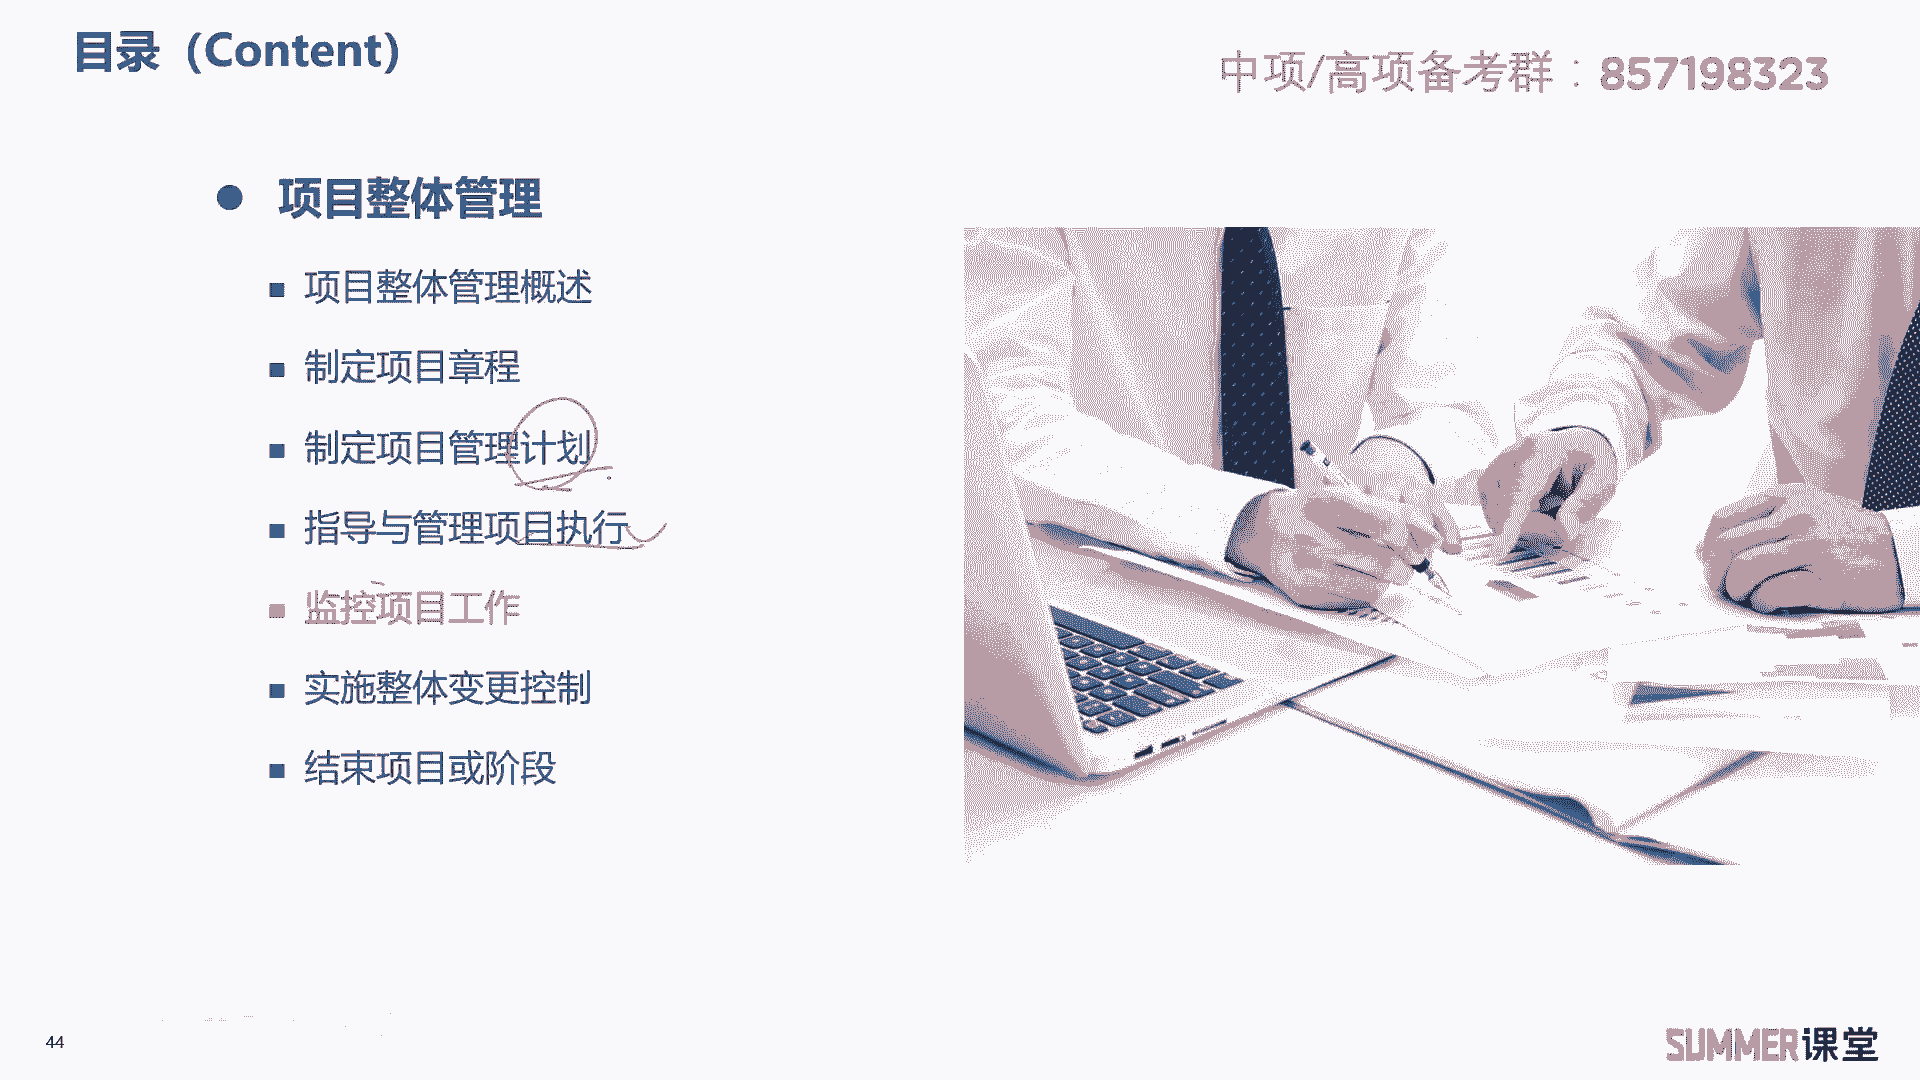 目录（Content）
中项/高项备考群：857198323
项目整体管理
项目整体管理概述
制定项目章程
制定项目管理计划
指导与管理项目执行
监控项目工作
实施整体变更控制
结束项目或阶段
44
SUMMER课堂